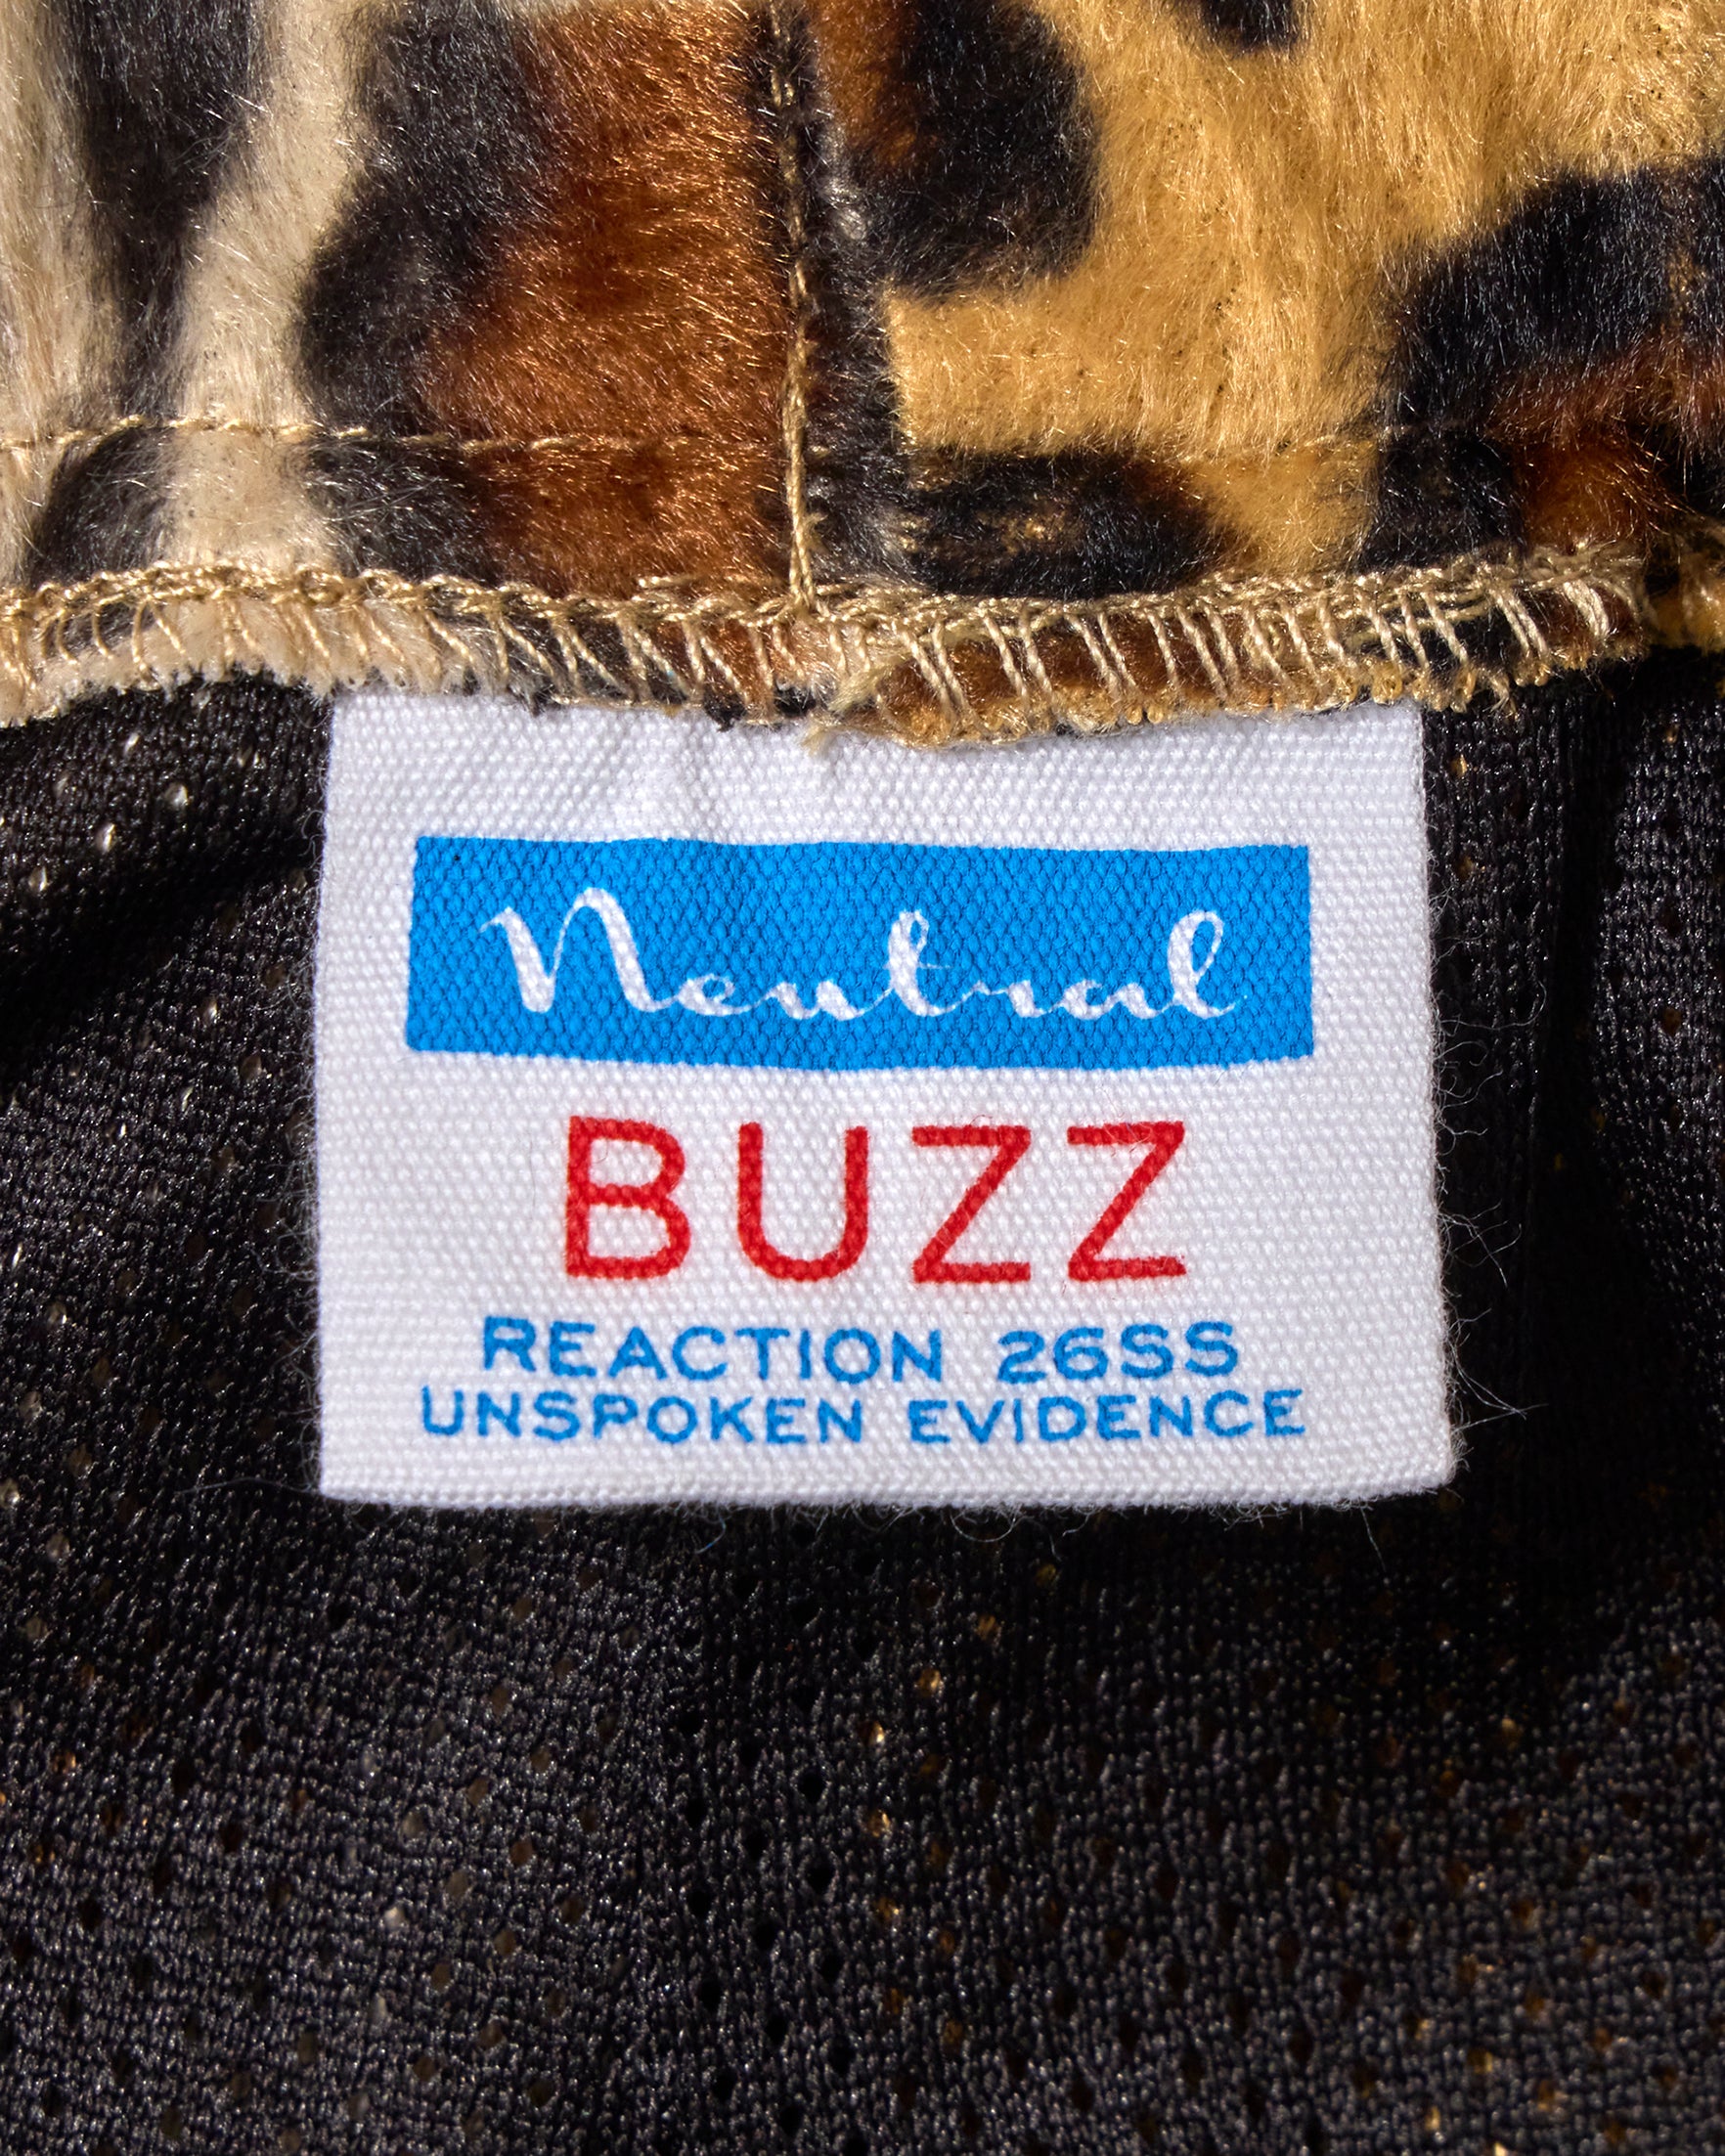 Neutral
BUZZ
REACTION 26SS
UNSPOKEN EVIDENCE